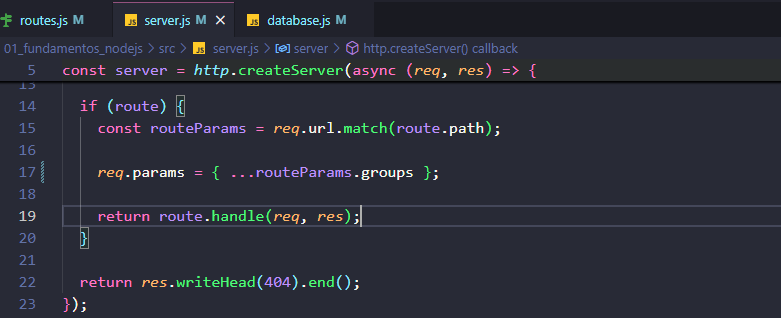 routes.js M JS server.js M × JS database.js M
01_fundamentos_nodejs > src > JS server.js > server > http.createServer() callback
5 const server = http.createServer(async (req, res) => {
13
14 if (route) {
15 const routeParams = req.url.match(route.path);
16
17 req.params = { ...routeParams.groups };
18
19 return route.handle(req, res);
20 }
21
22 return res.writeHead(404).end();
23 });